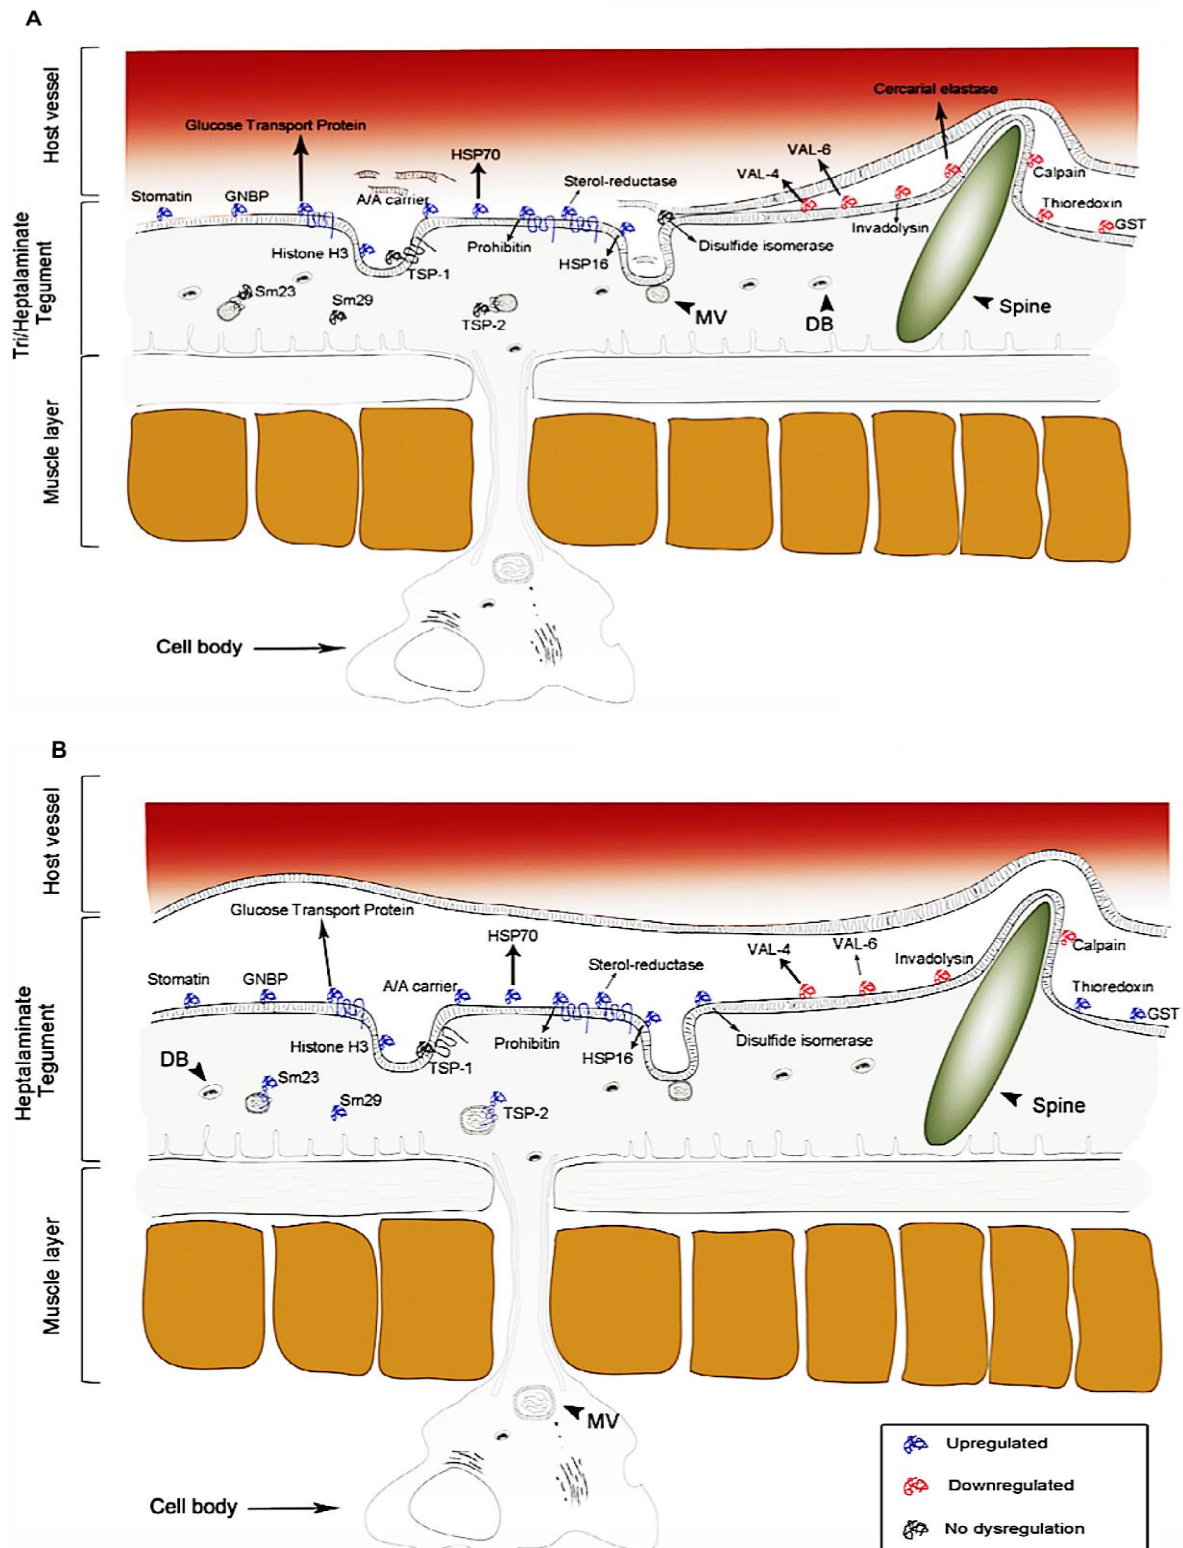 A
Host vessel
Tri/Heptalaminate
Tegument
Muscle layer
Cercarial elastase
Glucose Transport Protein
HSP70
VAL-6
VAL-4
Calpain
Stomatin
GNBP
A/A carrier
Sterol-reductase
Thioredoxin
GST
Histone H3
TSP-1
Prohibitin
HSP16
Disulfide isomerase
Invadolysin
Sm23
Sm29
TSP-2
MV
DB
Spine
Cell body
B
Host vessel
Heptalaminate
Tegument
Muscle layer
Glucose Transport Protein
HSP70
VAL-4
VAL-6
Invadolysin
Calpain
Stomatin
GNBP
A/A carrier
Sterol-reductase
Thioredoxin
GST
Histone H3
TSP-1
Prohibitin
HSP16
Disulfide isomerase
DB
Sm23
Sm29
TSP-2
Spine
MV
Cell body
Upregulated
Downregulated
No dysregulation